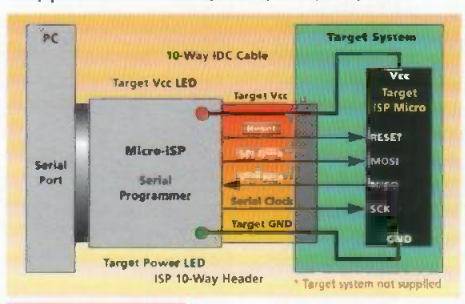 PC
Target System
10-Way IDC Cable
Target Vcc LED
Target Vcc
Vcc
Target
ISP Micro
Reset
RESET
Micro-ISP
MOSI
Serial
Port
Serial
Programmer
Serial Clock
SCK
Target GND
GND
Target Power LED
ISP 10-Way Header
* Target system not supplied